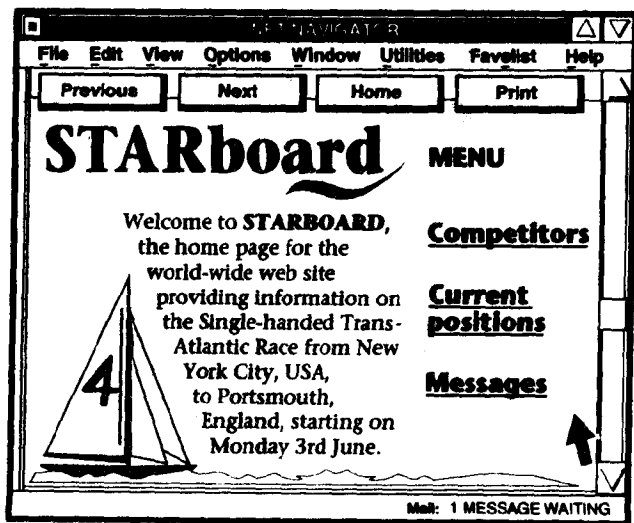 NET NAVIGATOR
File Edit View Options Window Utilities Favelist Help
Previous Next Home Print
STARboard
MENU
Welcome to STARBOARD,
the home page for the
world-wide web site
providing information on
the Single-handed Trans-
Atlantic Race from New
York City, USA,
to Portsmouth,
England, starting on
Monday 3rd June.
Competitors
Current
positions
Messages
4
Mail: 1 MESSAGE WAITING